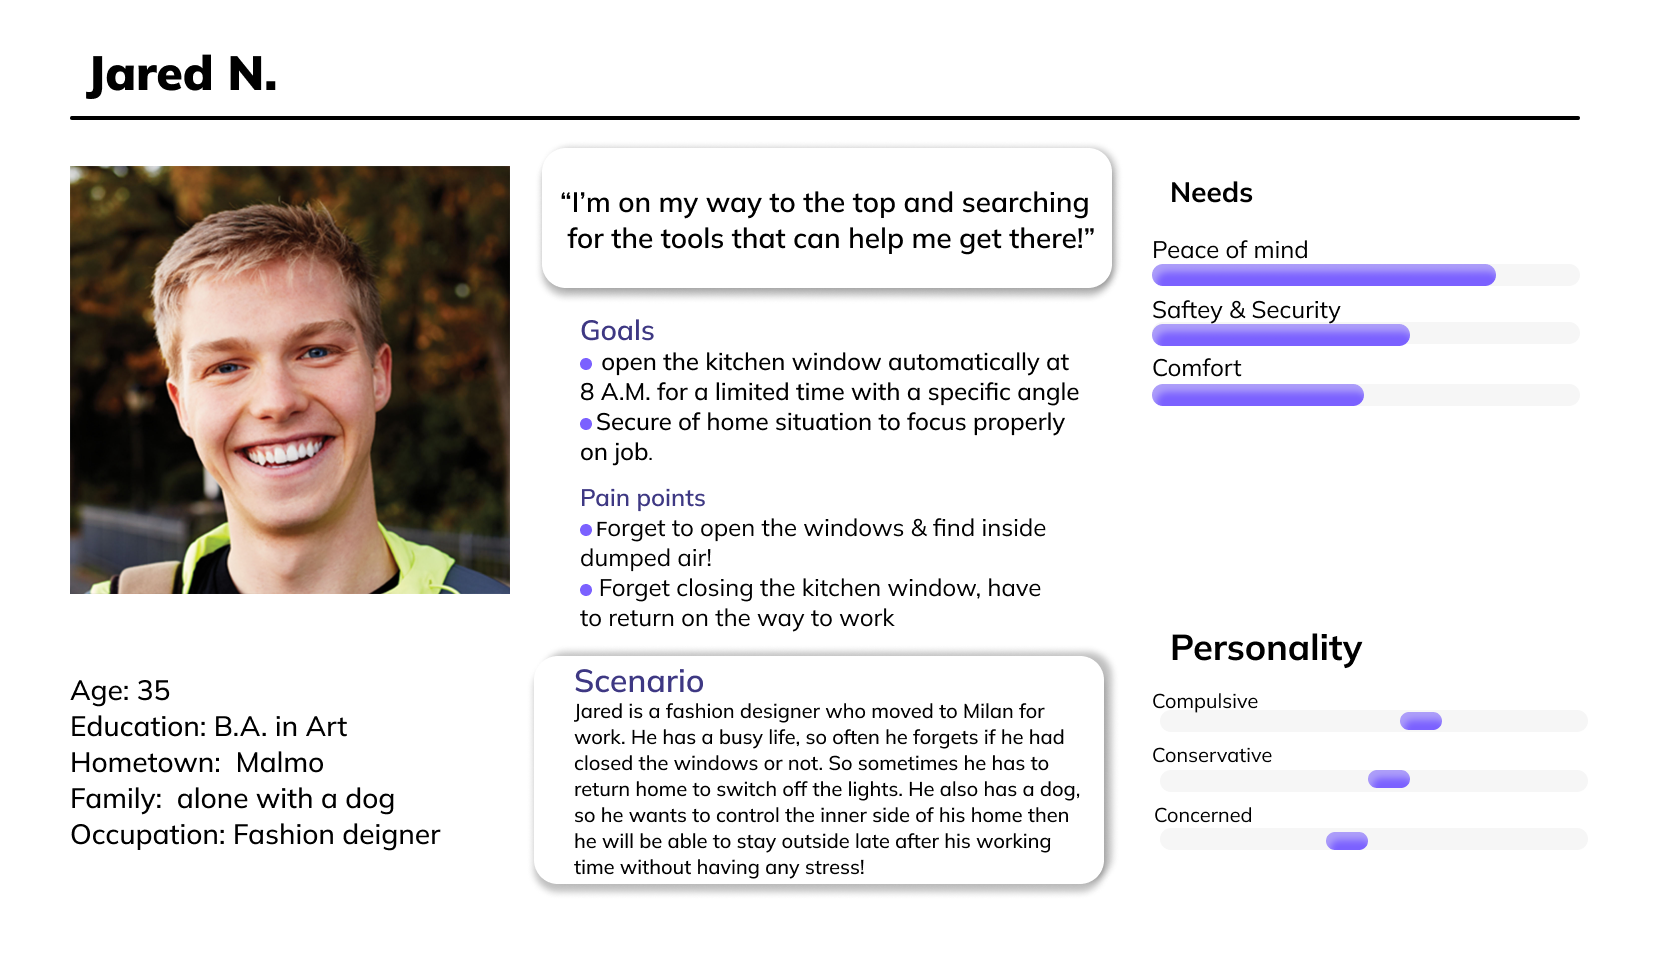 Jared N.
“I’m on my way to the top and searching
for the tools that can help me get there!”
Goals
● open the kitchen window automatically at
8 A.M. for a limited time with a specific angle
● Secure of home situation to focus properly
on job.
Pain points
● Forget to open the windows & find inside
dumped air!
● Forget closing the kitchen window, have
to return on the way to work
Scenario
Jared is a fashion designer who moved to Milan for
work. He has a busy life, so often he forgets if he had
closed the windows or not. So sometimes he has to
return home to switch off the lights. He also has a dog,
so he wants to control the inner side of his home then
he will be able to stay outside late after his working
time without having any stress!
Age: 35
Education: B.A. in Art
Hometown:  Malmo
Family:  alone with a dog
Occupation: Fashion deigner
Needs
Peace of mind
Saftey & Security
Comfort
Personality
Compulsive
Conservative
Concerned